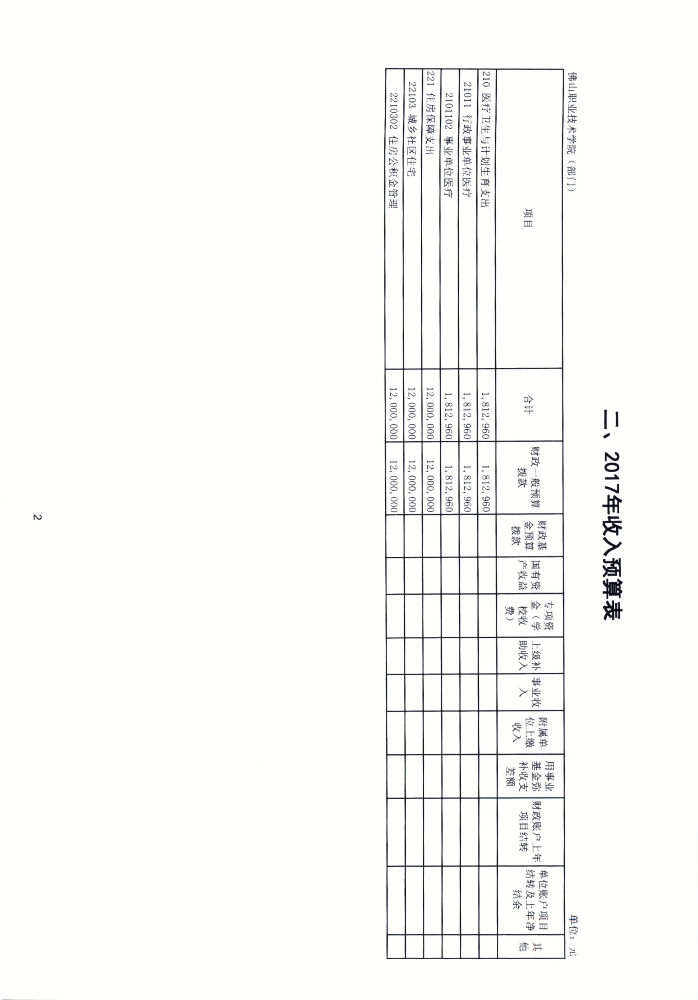 二、2017年收入预算表
佛山职业技术学院（部门）
单位：元
项目
合计
财政一般预算
拨款
财政基
金预算
拨款
国有资
产收益
专项资
金（学
校收
费）
上级补
助收入
事业收
入
附属单
位上缴
收入
用事业
基金弥
补收支
差额
财政账户上年
项目结转
单位账户项目
结转及上年净
结余
其
他
210 医疗卫生与计划生育支出 1,812,960 1,812,960
21011 行政事业单位医疗 1,812,960 1,812,960
2101102 事业单位医疗 1,812,960 1,812,960
221 住房保障支出 12,000,000 12,000,000
22103 城乡社区住宅 12,000,000 12,000,000
2210302 住房公积金管理 12,000,000 12,000,000
2